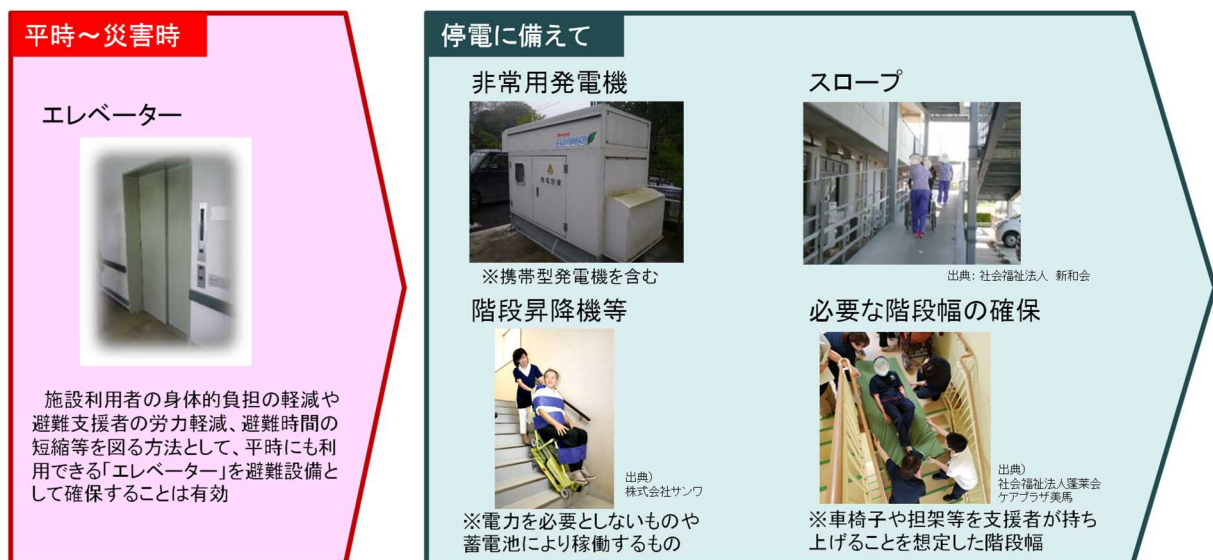 平時～災害時
エレベーター
施設利用者の身体的負担の軽減や
避難支援者の労力軽減、避難時間の
短縮等を図る方法として、平時にも利
用できる「エレベーター」を避難設備と
して確保することは有効
停電に備えて
非常用発電機
※携帯型発電機を含む
スロープ
出典: 社会福祉法人 新和会
階段昇降機等
出典)
株式会社サンワ
※電力を必要としないものや
蓄電池により稼働するもの
必要な階段幅の確保
出典)
社会福祉法人蓬莱会
ケアプラザ美馬
※車椅子や担架等を支援者が持ち
上げることを想定した階段幅